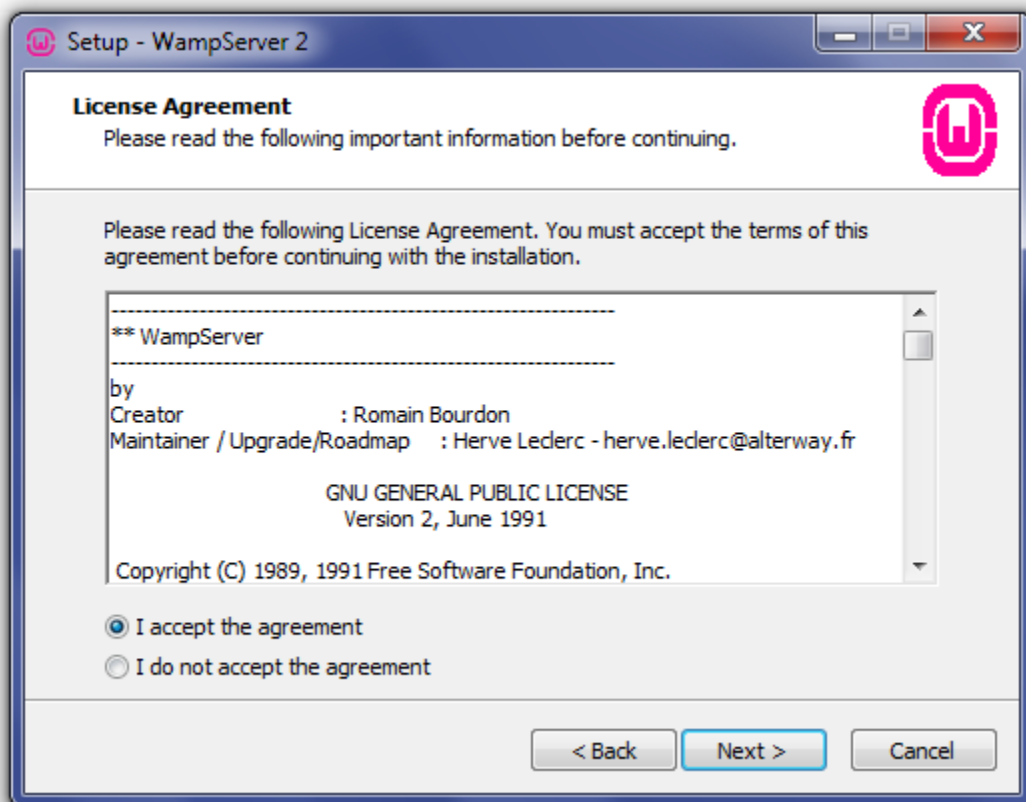 Setup - WampServer 2
License Agreement
Please read the following important information before continuing.
Please read the following License Agreement. You must accept the terms of this
agreement before continuing with the installation.
----------------------------------------------------------------
** WampServer
----------------------------------------------------------------
by
Creator : Romain Bourdon
Maintainer / Upgrade/Roadmap : Herve Leclerc - herve.leclerc@alterway.fr
GNU GENERAL PUBLIC LICENSE
Version 2, June 1991
Copyright (C) 1989, 1991 Free Software Foundation, Inc.
I accept the agreement
I do not accept the agreement
< Back Next > Cancel